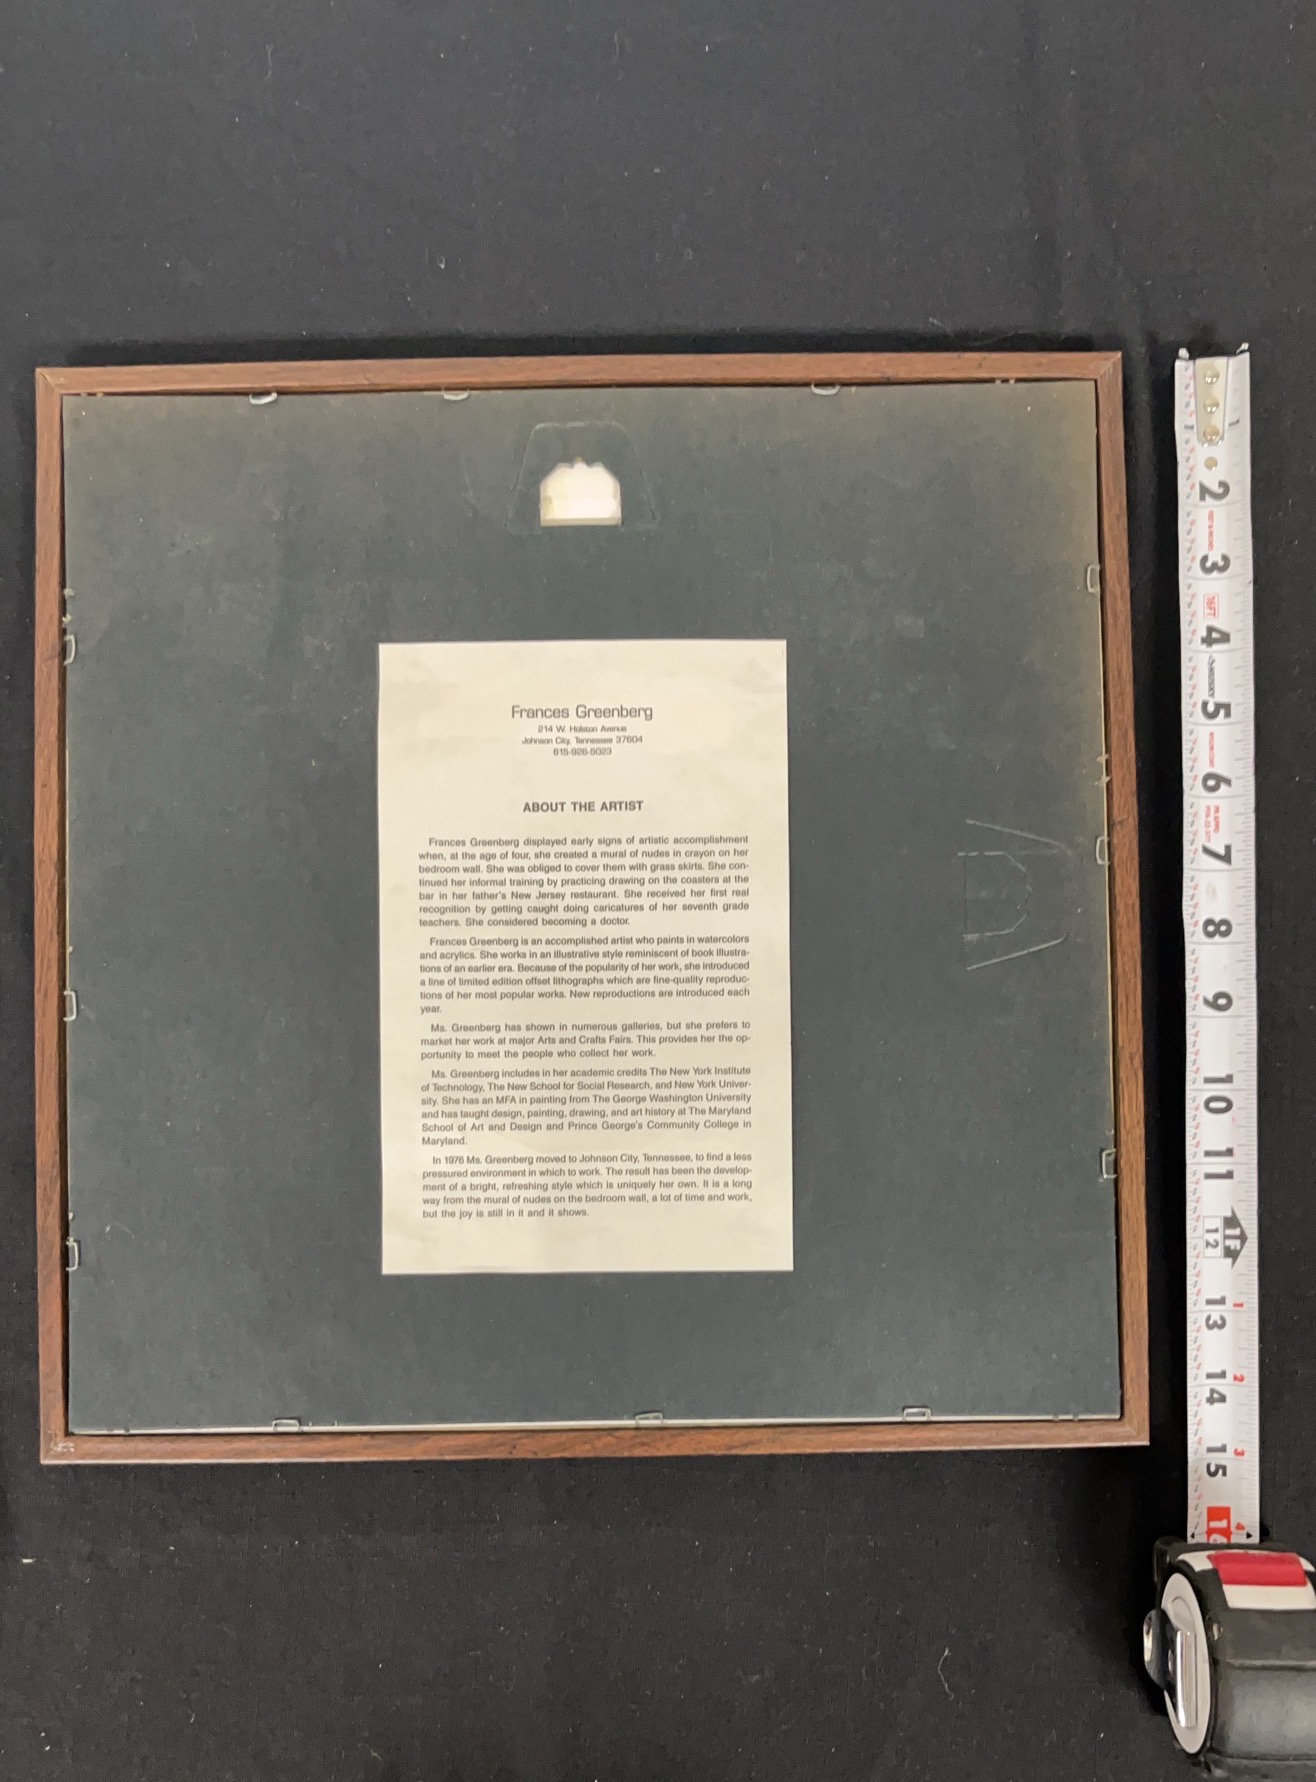 Frances Greenberg
214 W. Holston Avenue
Johnson City, Tennessee 37604
615-926-5023
ABOUT THE ARTIST
Frances Greenberg displayed early signs of artistic accomplishment
when, at the age of four, she created a mural of nudes in crayon on her
bedroom wall. She was obliged to cover them with grass skirts. She con-
tinued her informal training by practicing drawing on the coasters at the
bar in her father's New Jersey restaurant. She received her first real
recognition by getting caught doing caricatures of her seventh grade
teachers. She considered becoming a doctor.
Frances Greenberg is an accomplished artist who paints in watercolors
and acrylics. She works in an illustrative style reminiscent of book illustra-
tions of an earlier era. Because of the popularity of her work, she introduced
a line of limited edition offset lithographs which are fine-quality reproduc-
tions of her most popular works. New reproductions are introduced each
year.
Ms. Greenberg has shown in numerous galleries, but she prefers to
market her work at major Arts and Crafts Fairs. This provides her the op-
portunity to meet the people who collect her work.
Ms. Greenberg includes in her academic credits The New York Institute
of Technology, The New School for Social Research, and New York Univer-
sity. She has an MFA in painting from The George Washington University
and has taught design, painting, drawing, and art history at The Maryland
School of Art and Design and Prince George's Community College in
Maryland.
In 1976 Ms. Greenberg moved to Johnson City, Tennessee, to find a less
pressured environment in which to work. The result has been the develop-
ment of a bright, refreshing style which is uniquely her own. It is a long
way from the mural of nudes on the bedroom wall, a lot of time and work,
but the joy is still in it and it shows.
1
1
2
3
16FT
4
HUSKY
5
6
7
8
9
10
11
12
1F
13
1
14
2
15
3
4